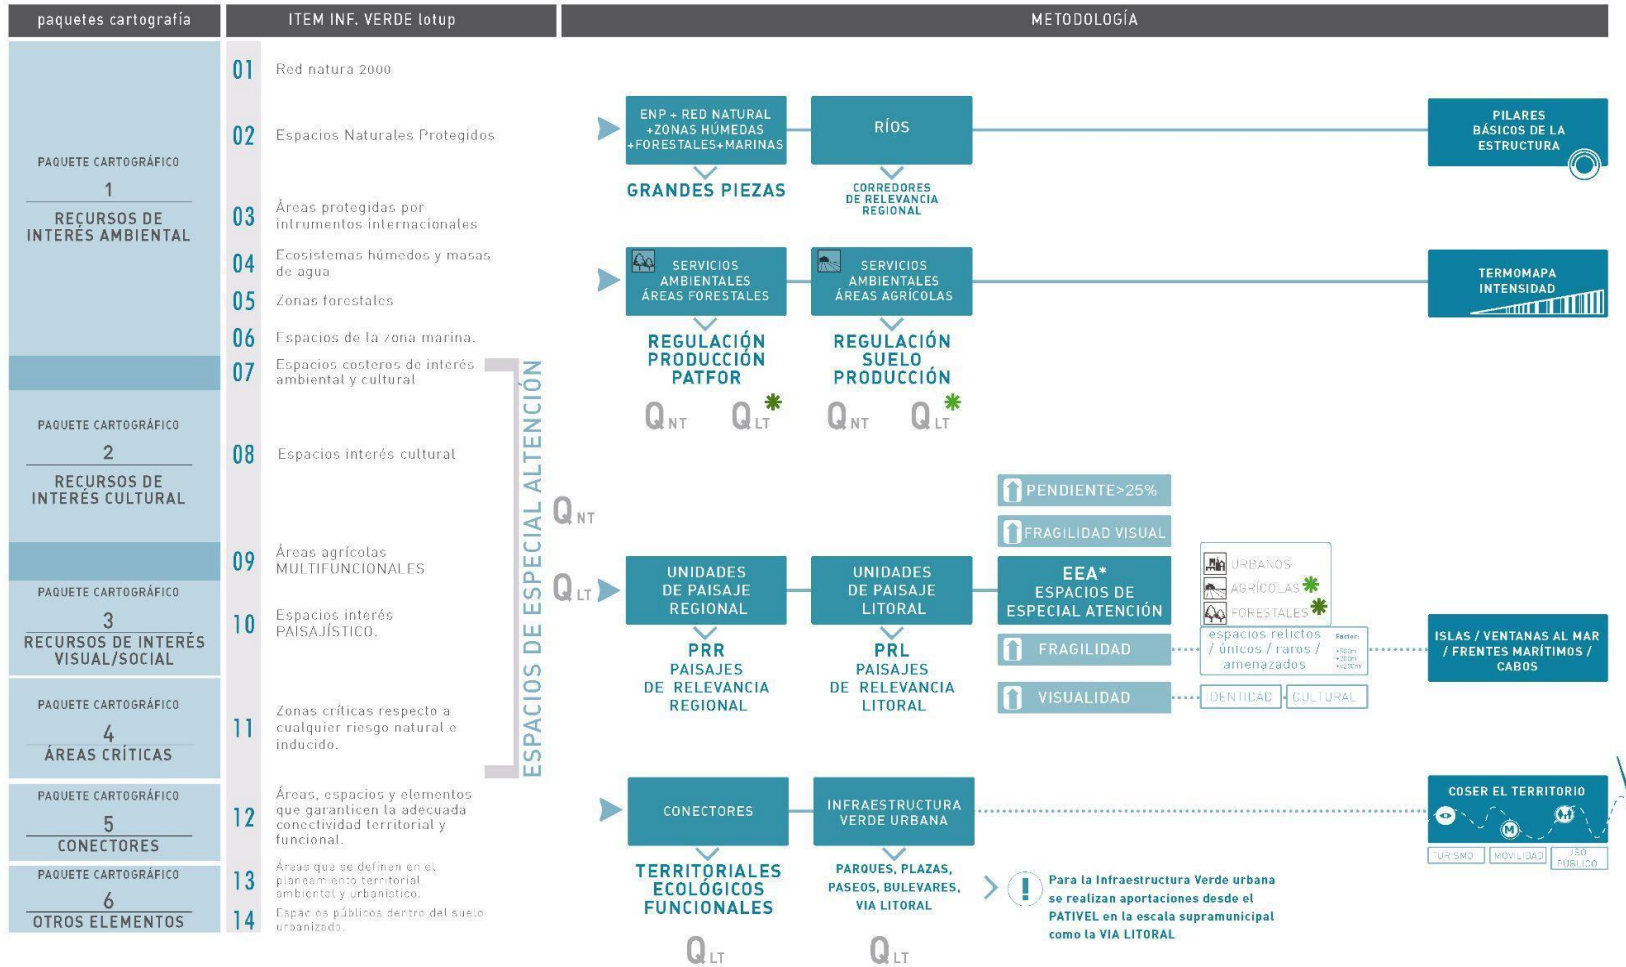 paquetes cartografía
ITEM INF. VERDE lotup
METODOLOGÍA
PAQUETE CARTOGRÁFICO
1
RECURSOS DE
INTERÉS AMBIENTAL
PAQUETE CARTOGRÁFICO
2
RECURSOS DE
INTERÉS CULTURAL
PAQUETE CARTOGRÁFICO
3
RECURSOS DE INTERÉS
VISUAL/SOCIAL
PAQUETE CARTOGRÁFICO
4
ÁREAS CRÍTICAS
PAQUETE CARTOGRÁFICO
5
CONECTORES
PAQUETE CARTOGRÁFICO
6
OTROS ELEMENTOS
01 Red natura 2000
02 Espacios Naturales Protegidos
03 Áreas protegidas por
intrumentos internacionales
04 Ecosistemas húmedos y masas
de agua
05 Zonas forestales
06 Espacios de la zona marina.
07 Espacios costeros de interés
ambiental y cultural
08 Espacios interés cultural
09 Áreas agrícolas
MULTIFUNCIONALES
10 Espacios interés
PAISAJÍSTICO.
11 Zonas críticas respecto a
cualquier riesgo natural e
inducido.
12 Áreas, espacios y elementos
que garanticen la adecuada
conectividad territorial y
funcional.
13 Áreas que se definen en el
planeamiento territorial
ambiental y urbanístico.
14 Espacios públicos dentro del suelo
urbanizado.
ESPACIOS DE ESPECIAL ALTENCIÓN
QNT
QLT
ENP + RED NATURAL
+ZONAS HÚMEDAS
+FORESTALES+MARINAS
GRANDES PIEZAS
RÍOS
CORREDORES
DE RELEVANCIA
REGIONAL
PILARES
BÁSICOS DE LA
ESTRUCTURA
SERVICIOS
AMBIENTALES
ÁREAS FORESTALES
REGULACIÓN
PRODUCCIÓN
PATFOR
QNT QLT
SERVICIOS
AMBIENTALES
ÁREAS AGRÍCOLAS
REGULACIÓN
SUELO
PRODUCCIÓN
QNT QLT
TERMOMAPA
INTENSIDAD
UNIDADES
DE PAISAJE
REGIONAL
PRR
PAISAJES
DE RELEVANCIA
REGIONAL
UNIDADES
DE PAISAJE
LITORAL
PRL
PAISAJES
DE RELEVANCIA
LITORAL
PENDIENTE>25%
FRAGILIDAD VISUAL
EEA*
ESPACIOS DE
ESPECIAL ATENCIÓN
FRAGILIDAD
VISUALIDAD
URBANOS
AGRÍCOLAS
FORESTALES
espacios relictos
/ únicos / raros /
amenazados
Factor:
IDENTIDAD
CULTURAL
ISLAS / VENTANAS AL MAR
/ FRENTES MARÍTIMOS /
CABOS
CONECTORES
TERRITORIALES
ECOLÓGICOS
FUNCIONALES
QLT
INFRAESTRUCTURA
VERDE URBANA
PARQUES, PLAZAS,
PASEOS, BULEVARES,
VIA LITORAL
QLT
!
Para la Infraestructura Verde urbana
se realizan aportaciones desde el
PATIVEL en la escala supramunicipal
como la VIA LITORAL
COSER EL TERRITORIO
M
TURISMO
MOVILIDAD
USO
PÚBLICO